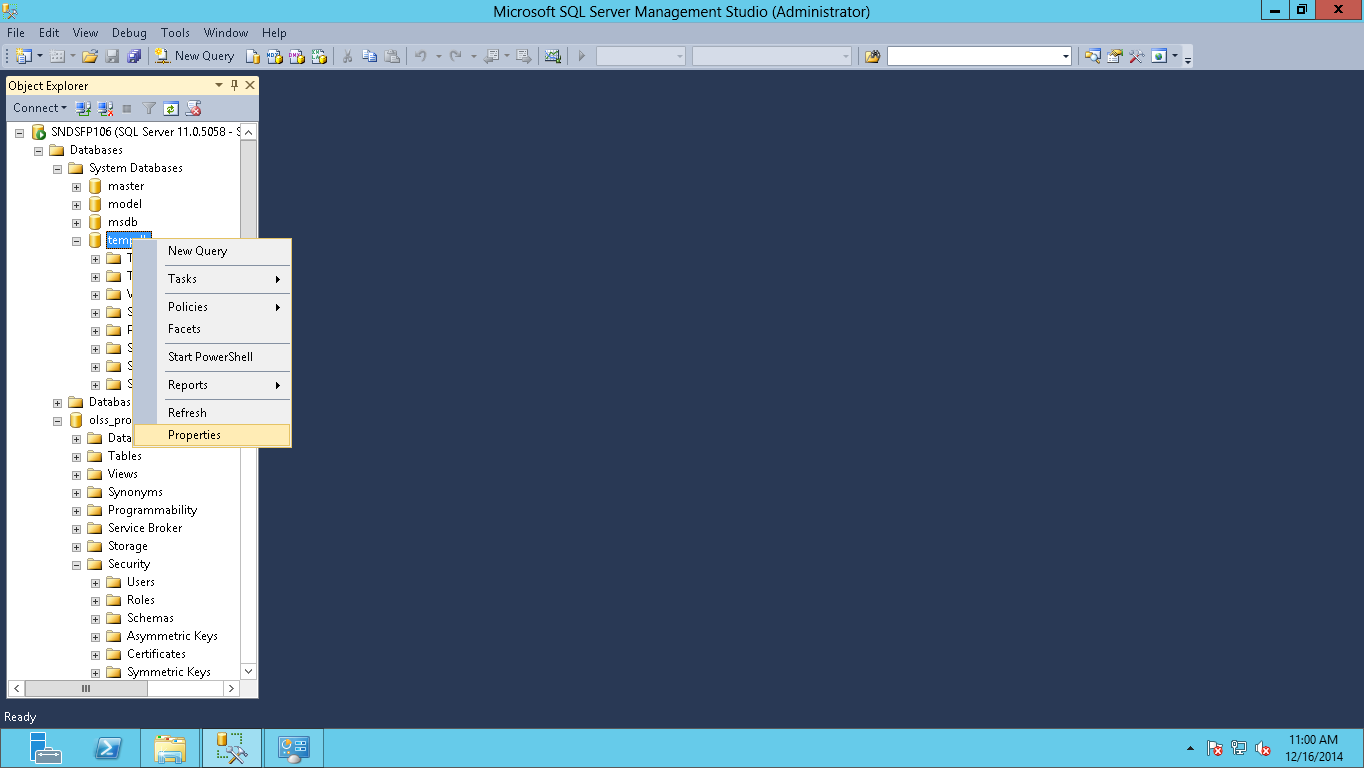 Microsoft SQL Server Management Studio (Administrator)
File Edit View Debug Tools Window Help
New Query
Object Explorer
Connect
SNDSFP106 (SQL Server 11.0.5058 - S
Databases
System Databases
master
model
msdb
New Query
Tasks
Policies
Facets
Start PowerShell
Reports
Refresh
Properties
Databas
olss_pro
Data
Tables
Views
Synonyms
Programmability
Service Broker
Storage
Security
Users
Roles
Schemas
Asymmetric Keys
Certificates
Symmetric Keys
Ready
11:00 AM
12/16/2014